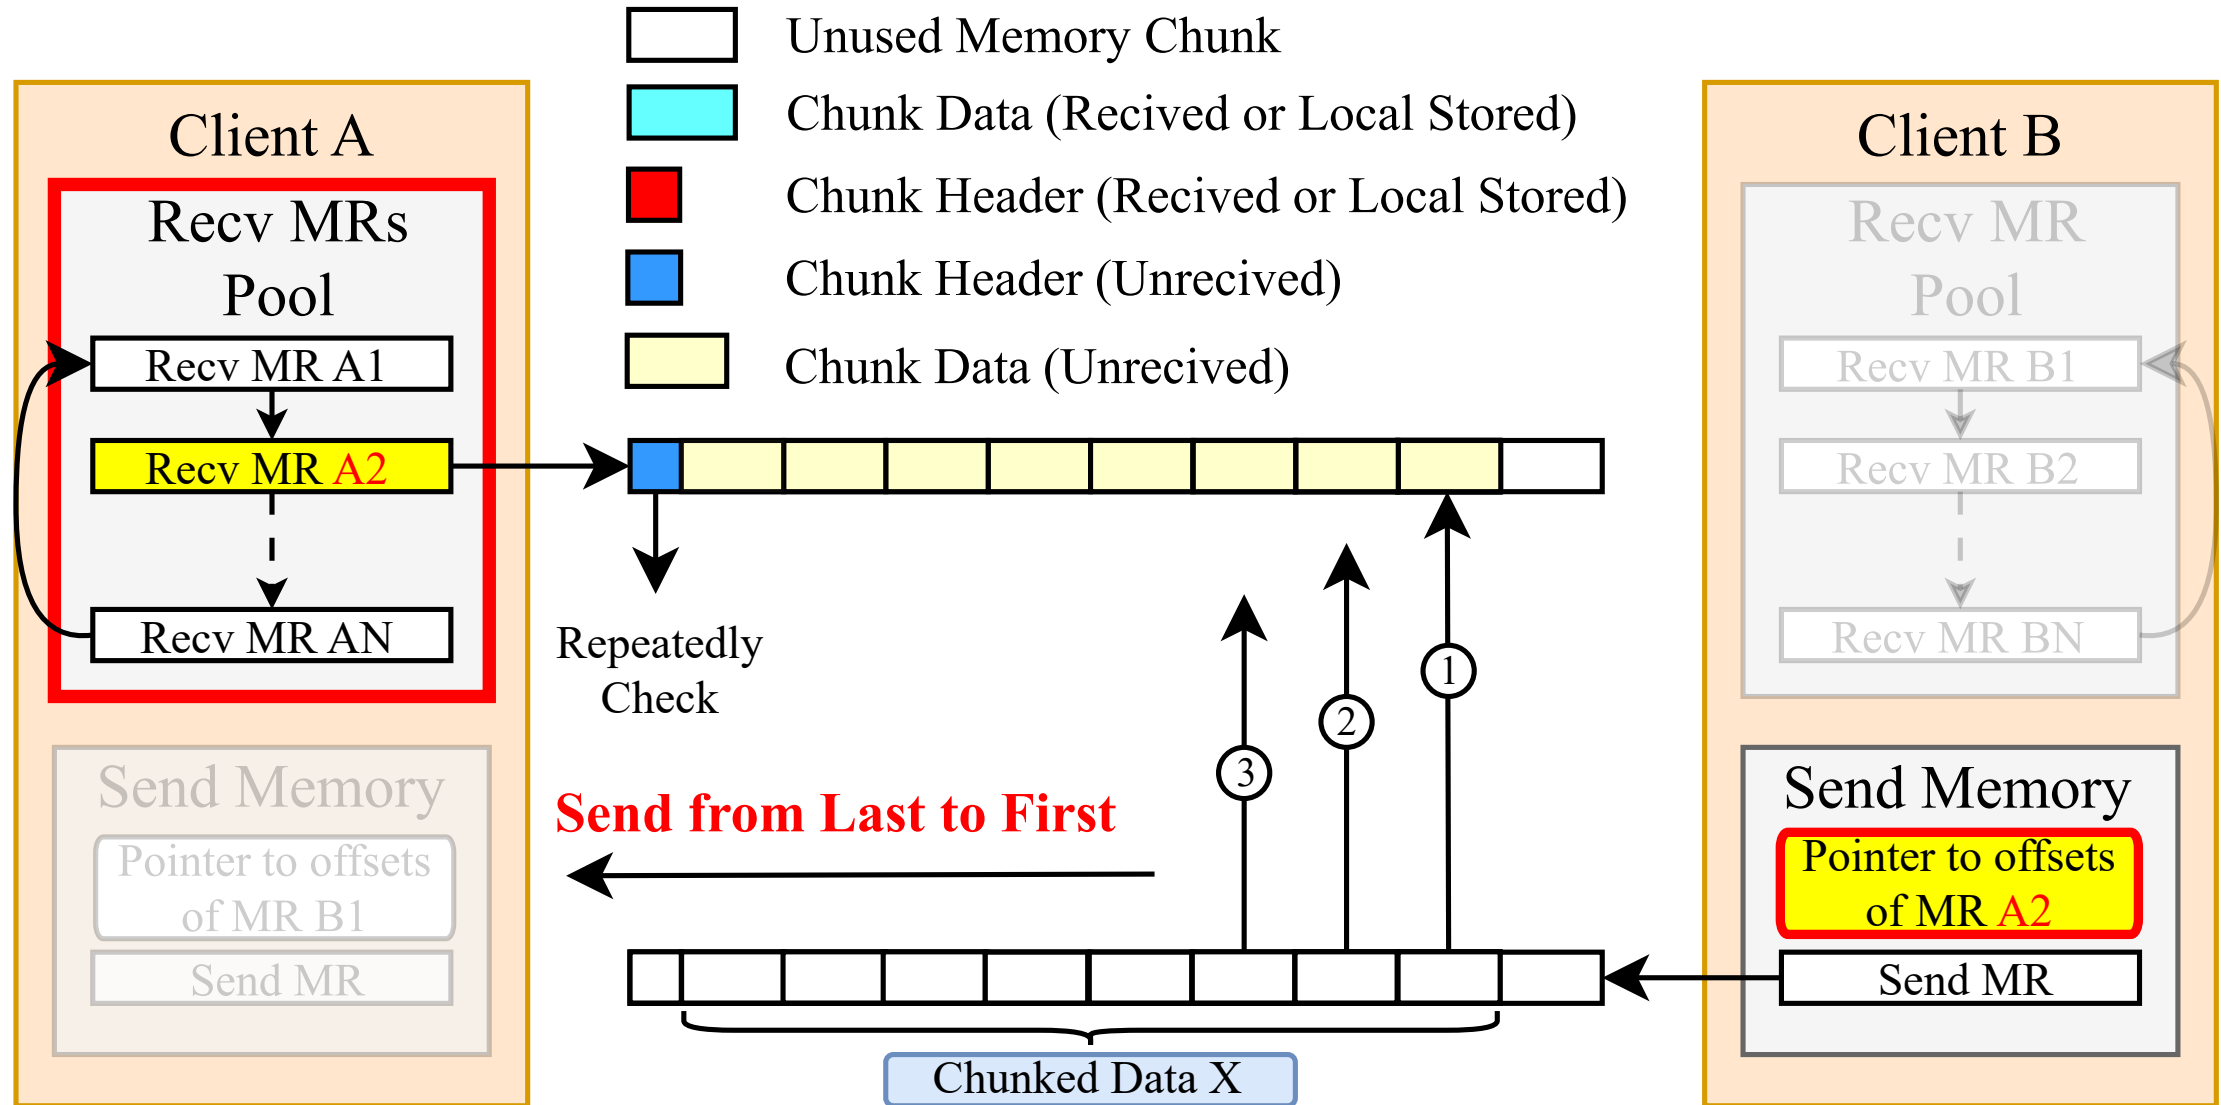 Unused Memory Chunk
Chunk Data (Recived or Local Stored)
Chunk Header (Recived or Local Stored)
Chunk Header (Unrecived)
Chunk Data (Unrecived)
Client A
Recv MRs
Pool
Recv MR A1
Recv MR A2
Recv MR AN
Send Memory
Pointer to offsets
of MR B1
Send MR
Repeatedly
Check
1
2
3
Send from Last to First
Chunked Data X
Client B
Recv MR
Pool
Recv MR B1
Recv MR B2
Recv MR BN
Send Memory
Pointer to offsets
of MR A2
Send MR